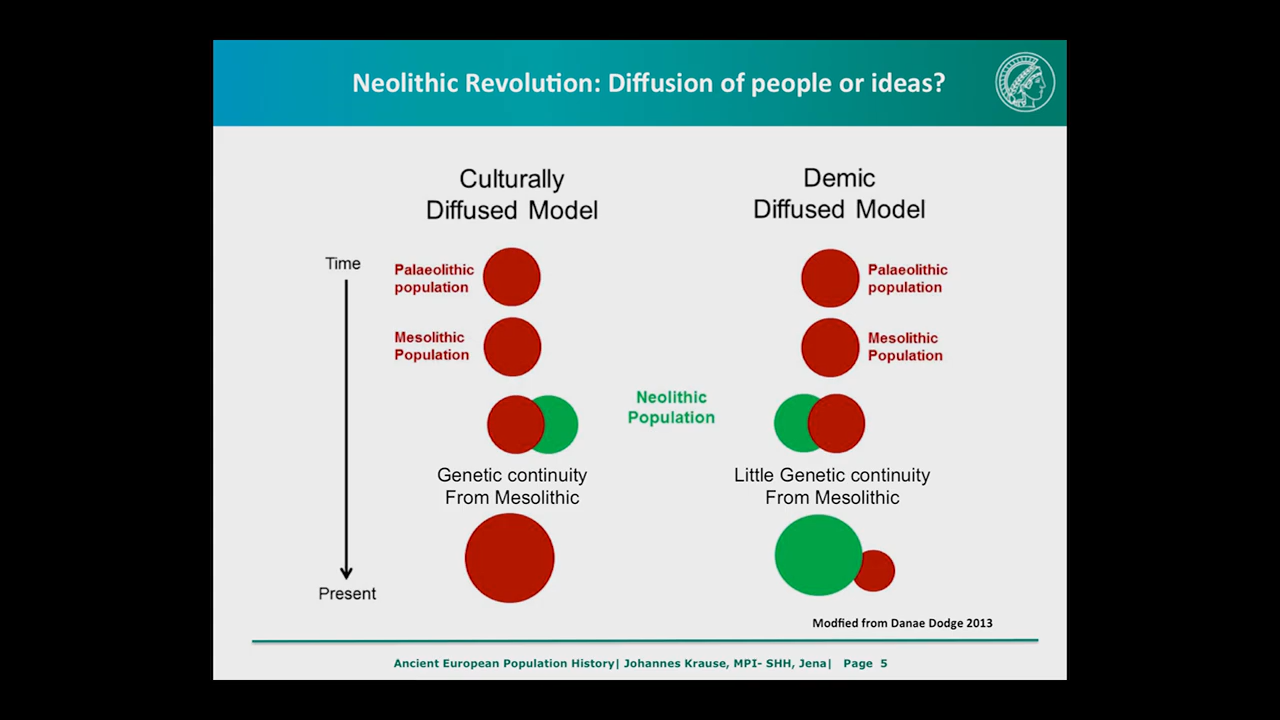 Neolithic Revolution: Diffusion of people or ideas?
Culturally
Diffused Model
Demic
Diffused Model
Time
Palaeolithic
population
Palaeolithic
population
Mesolithic
Population
Mesolithic
Population
Neolithic
Population
Genetic continuity
From Mesolithic
Little Genetic continuity
From Mesolithic
Present
Modfied from Danae Dodge 2013
Ancient European Population History| Johannes Krause, MPI- SHH, Jena| Page 5